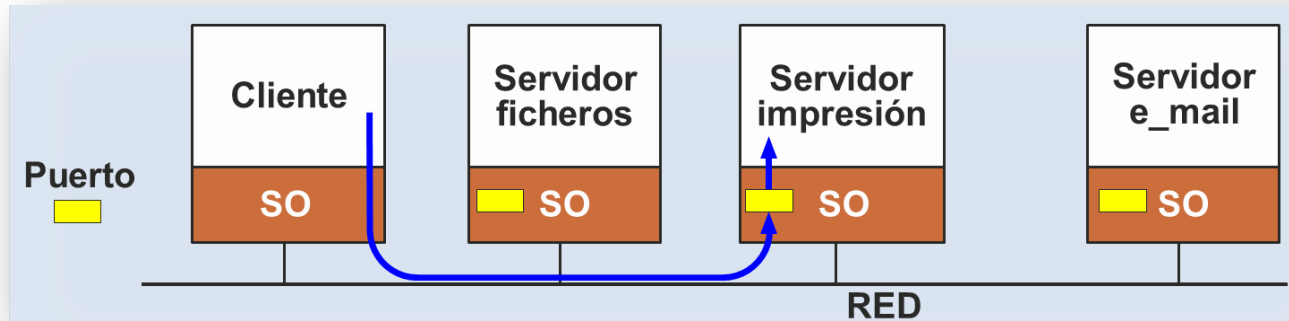 Cliente
Servidor
ficheros
Servidor
impresión
Servidor
e_mail
Puerto
SO
SO
SO
SO
RED